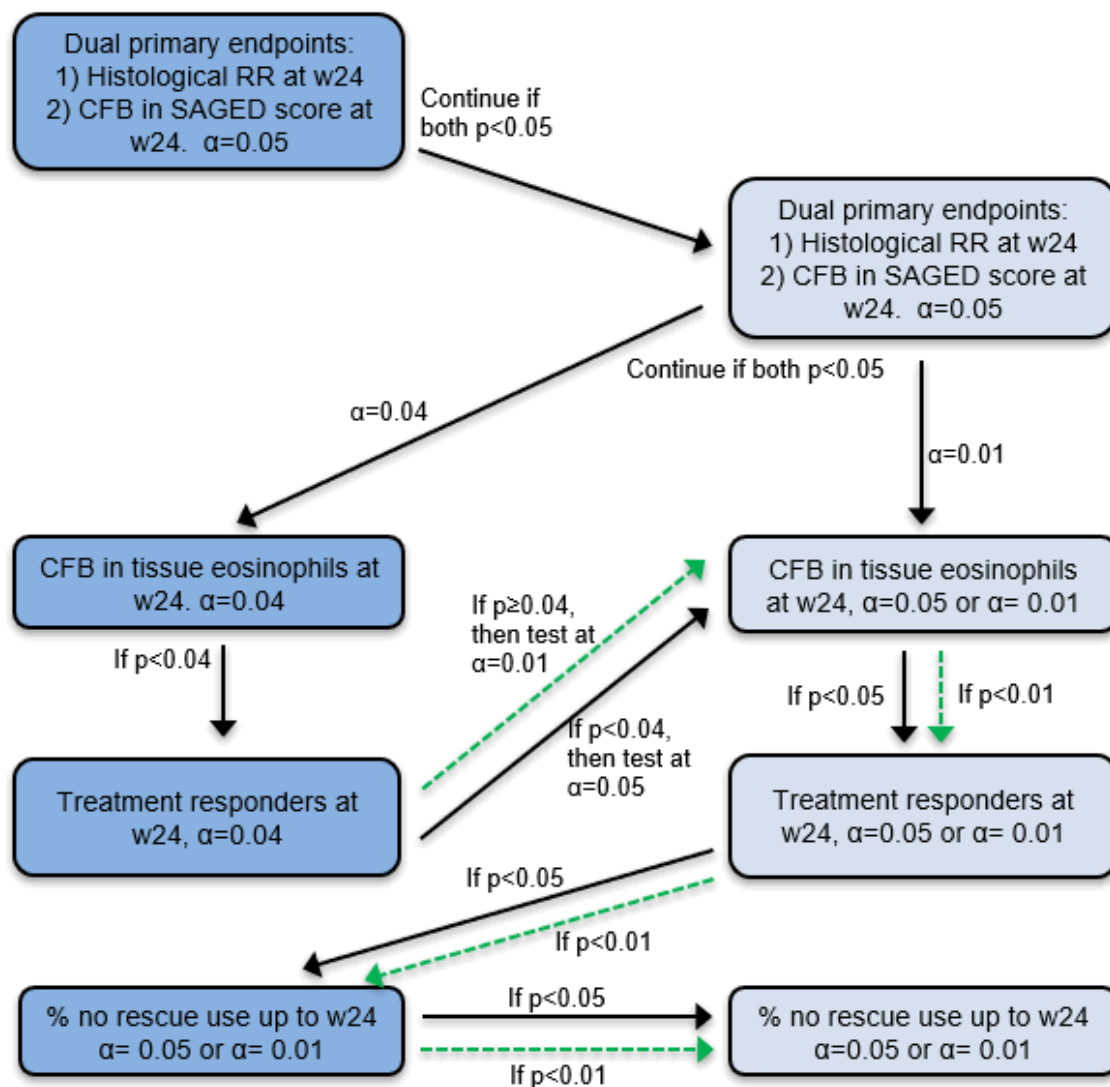 Dual primary endpoints:
1) Histological RR at w24
2) CFB in SAGED score at
w24.  α=0.05
Continue if
both p<0.05
Dual primary endpoints:
1) Histological RR at w24
2) CFB in SAGED score at
w24.  α=0.05
Continue if both p<0.05
α=0.04
α=0.01
CFB in tissue eosinophils at
w24. α=0.04
CFB in tissue eosinophils
at w24, α=0.05 or α= 0.01
If p≥0.04,
then test at
α=0.01
If p<0.04
If p<0.05
If p<0.01
If p<0.04,
then test at
α=0.05
Treatment responders at
w24, α=0.04
Treatment responders at
w24, α=0.05 or α= 0.01
If p<0.05
If p<0.01
% no rescue use up to w24
α= 0.05 or α= 0.01
If p<0.05
If p<0.01
% no rescue use up to w24
α=0.05 or α= 0.01